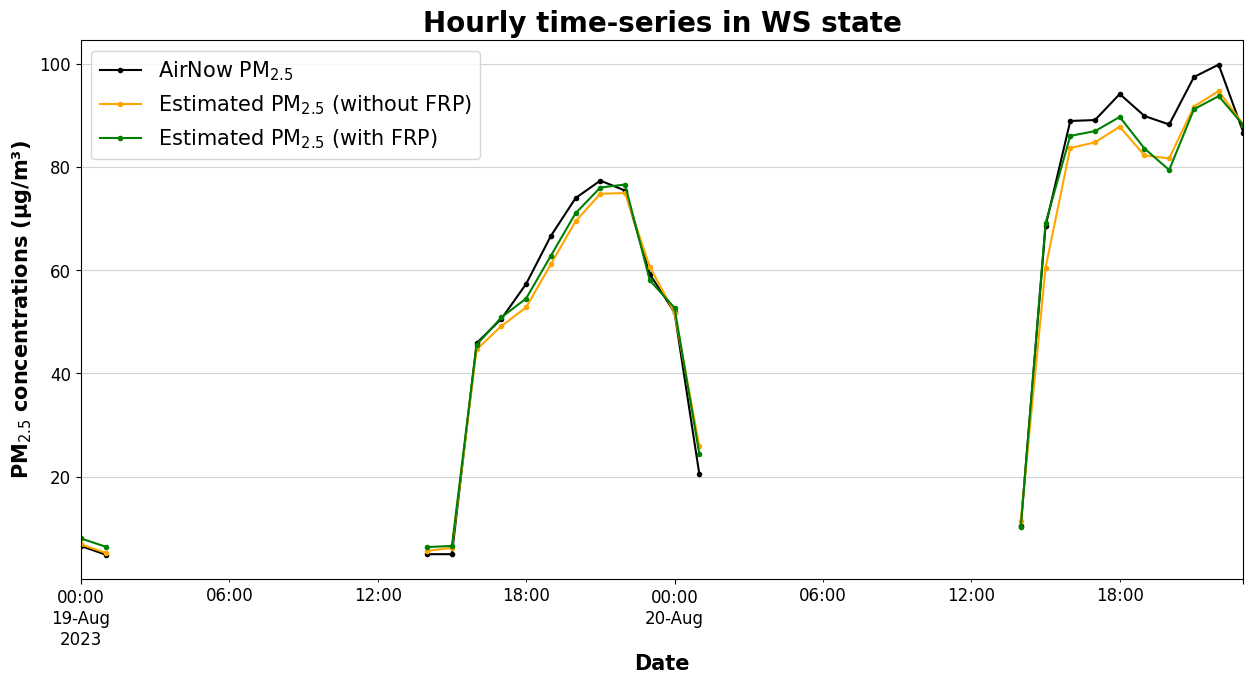 Hourly time-series in WS state
AirNow PM2.5
Estimated PM2.5 (without FRP)
Estimated PM2.5 (with FRP)
PM2.5 concentrations (μg/m³)
100
80
60
40
20
00:00 06:00 12:00 18:00 00:00 06:00 12:00 18:00
19-Aug 20-Aug
2023
Date